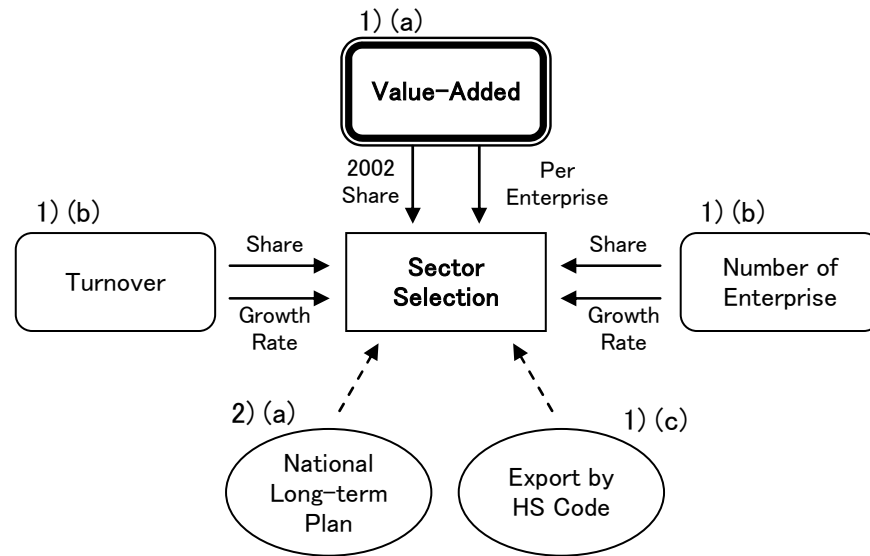 1) (a)
Value-Added
2002
Share
Per
Enterprise
1) (b)
Turnover
Share
Growth
Rate
Sector
Selection
1) (b)
Share
Growth
Rate
Number of
Enterprise
2) (a)
National
Long-term
Plan
1) (c)
Export by
HS Code